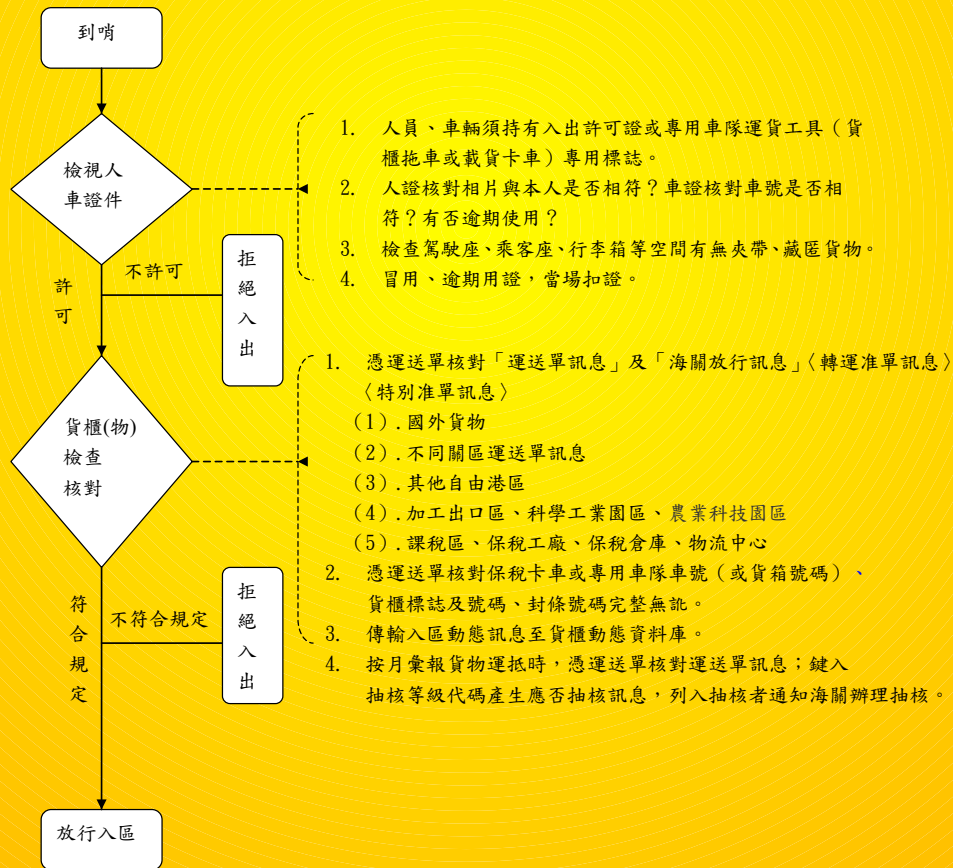 到哨
檢視人
車證件
1. 人員、車輛須持有入出許可證或專用車隊運貨工具（貨
櫃拖車或載貨卡車）專用標誌。
2. 人證核對相片與本人是否相符？車證核對車號是否相
符？有否逾期使用？
3. 檢查駕駛座、乘客座、行李箱等空間有無夾帶、藏匿貨物。
4. 冒用、逾期用證，當場扣證。
許可
不許可
拒絕入出
貨櫃(物)
檢查
核對
1. 憑運送單核對「運送單訊息」及「海關放行訊息」〈轉運准單訊息〉
〈特別准單訊息〉
（1）.國外貨物
（2）.不同關區運送單訊息
（3）.其他自由港區
（4）.加工出口區、科學工業園區、農業科技園區
（5）.課稅區、保稅工廠、保稅倉庫、物流中心
2. 憑運送單核對保稅卡車或專用車隊車號（或貨箱號碼）、
貨櫃標誌及號碼、封條號碼完整無訛。
3. 傳輸入區動態訊息至貨櫃動態資料庫。
4. 按月彙報貨物運抵時，憑運送單核對運送單訊息；鍵入
抽核等級代碼產生應否抽核訊息，列入抽核者通知海關辦理抽核。
符合規定
不符合規定
拒絕入出
放行入區